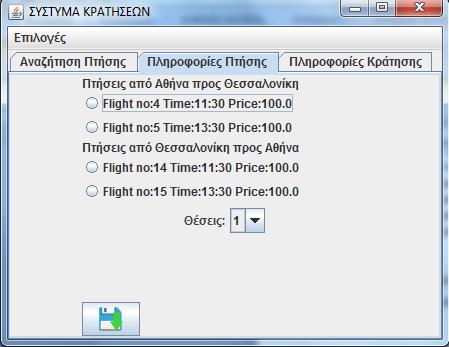 ΣΥΣΤΥΜΑ ΚΡΑΤΗΣΕΩΝ
Επιλογές
Αναζήτηση Πτήσης Πληροφορίες Πτήσης Πληροφορίες Κράτησης
Πτήσεις από Αθήνα προς Θεσσαλονίκη
Flight no:4 Time:11:30 Price:100.0
Flight no:5 Time:13:30 Price:100.0
Πτήσεις από Θεσσαλονίκη προς Αθήνα
Flight no:14 Time:11:30 Price:100.0
Flight no:15 Time:13:30 Price:100.0
Θέσεις: 1